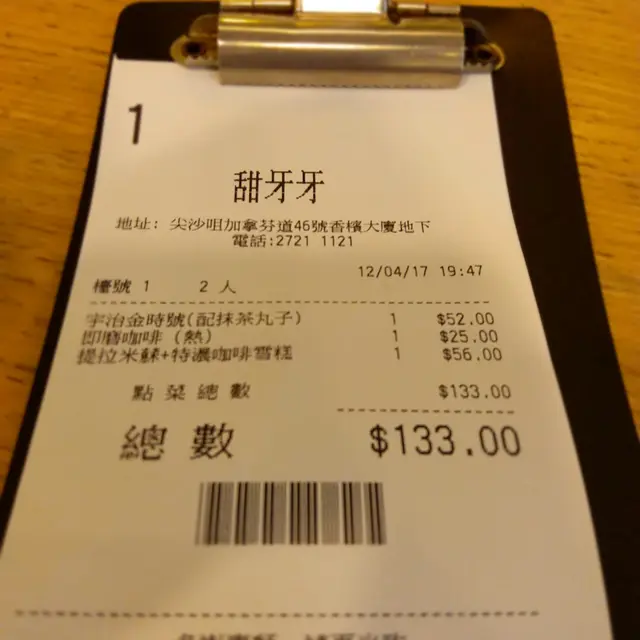 1
甜牙牙
地址: 尖沙咀加拿芬道46號香檳大廈地下
電話:2721 1121
12/04/17 19:47
檯號 1 2 人
宇治金時號(配抹茶丸子) 1 $52.00
即磨咖啡 (熱) 1 $25.00
提拉米蘇+特濃咖啡雪糕 1 $56.00
點菜總數 $133.00
總數 $133.00